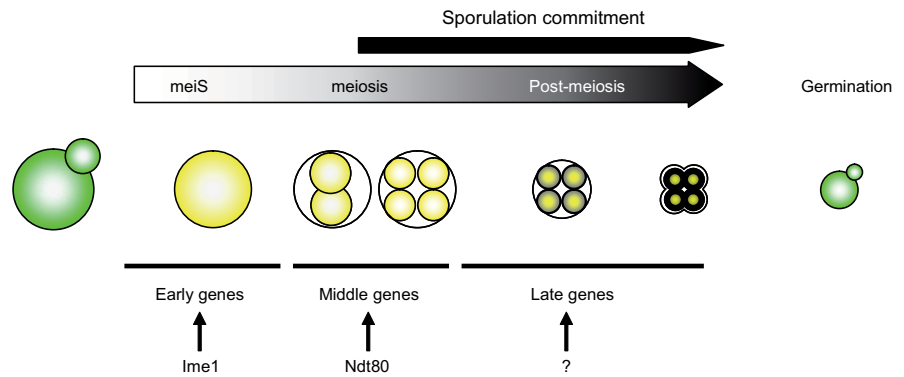 Sporulation commitment
meiS meiosis Post-meiosis Germination
Early genes Middle genes Late genes
Ime1 Ndt80 ?